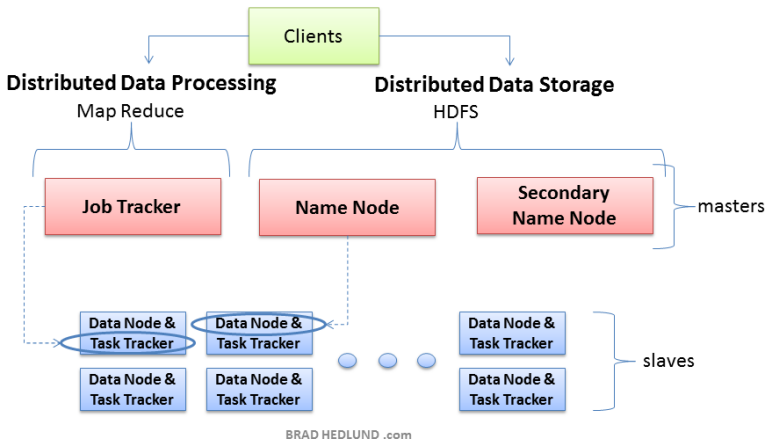 Clients
Distributed Data Processing
Map Reduce
Distributed Data Storage
HDFS
Job Tracker
Name Node
Secondary
Name Node
masters
Data Node &
Task Tracker
Data Node &
Task Tracker
Data Node &
Task Tracker
Data Node &
Task Tracker
Data Node &
Task Tracker
Data Node &
Task Tracker
slaves
BRAD HEDLUND .com